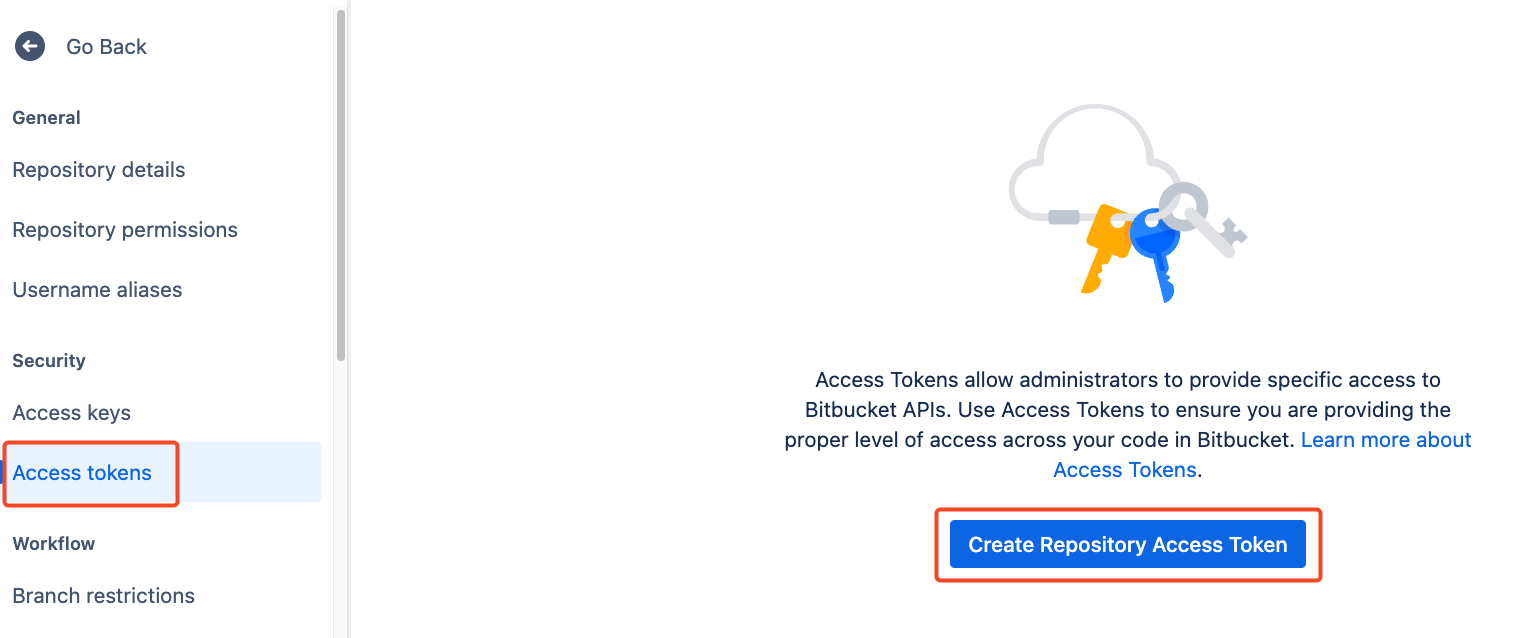 Go Back
General
Repository details
Repository permissions
Username aliases
Security
Access keys
Access tokens
Workflow
Branch restrictions
Access Tokens allow administrators to provide specific access to
Bitbucket APIs. Use Access Tokens to ensure you are providing the
proper level of access across your code in Bitbucket. Learn more about
Access Tokens.
Create Repository Access Token